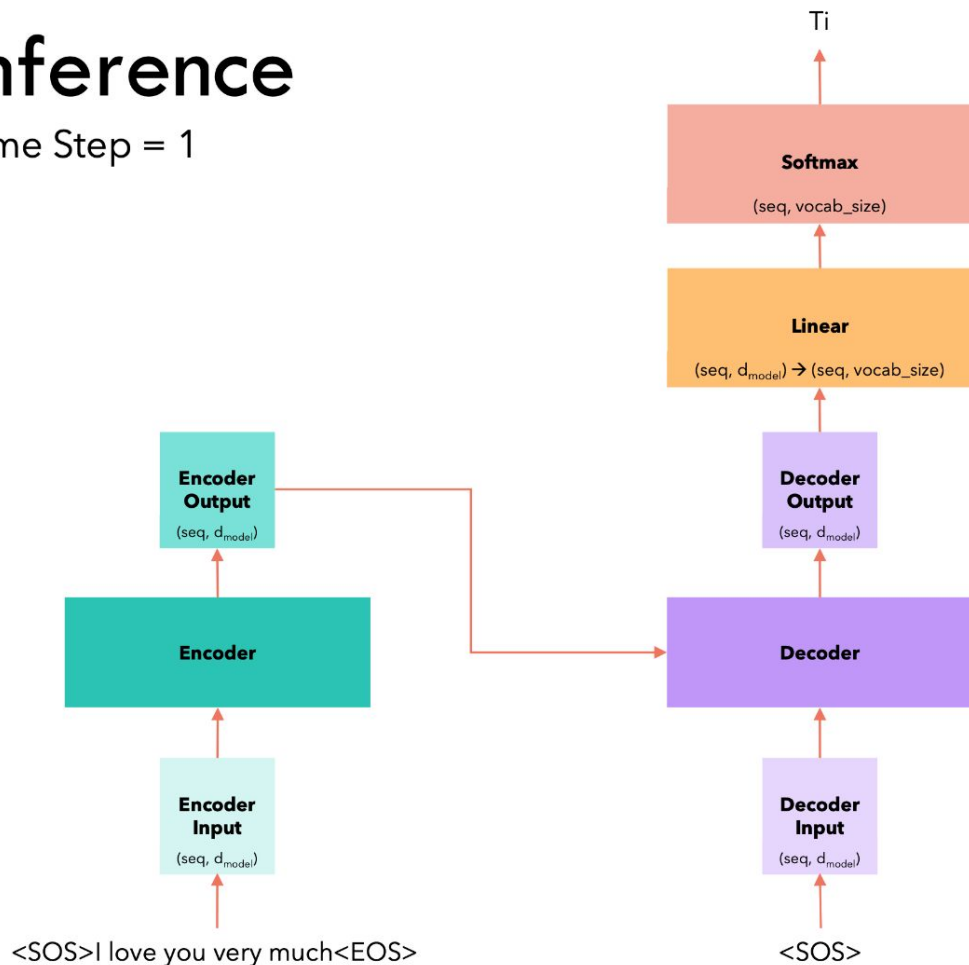 nference
me Step = 1
Ti
Softmax
(seq, vocab_size)
Linear
(seq, dmodel) → (seq, vocab_size)
Encoder
Output
(seq, dmodel)
Decoder
Output
(seq, dmodel)
Encoder
Decoder
Encoder
Input
(seq, dmodel)
Decoder
Input
(seq, dmodel)
<SOS>I love you very much<EOS>
<SOS>